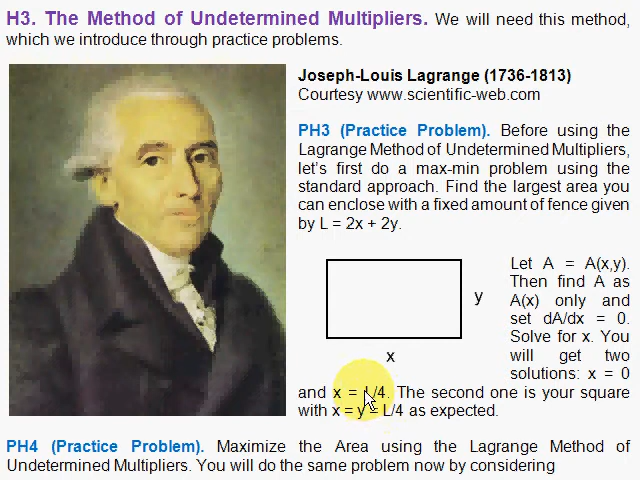 H3. The Method of Undetermined Multipliers. We will need this method,
which we introduce through practice problems.
Joseph-Louis Lagrange (1736-1813)
Courtesy www.scientific-web.com
PH3 (Practice Problem). Before using the
Lagrange Method of Undetermined Multipliers,
let's first do a max-min problem using the
standard approach. Find the largest area you
can enclose with a fixed amount of fence given
by L = 2x + 2y.
y
x
Let A = A(x,y).
Then find A as
A(x) only and
set dA/dx = 0.
Solve for x. You
will get two
solutions: x = 0
and x = L/4. The second one is your square
with x = y = L/4 as expected.
PH4 (Practice Problem). Maximize the Area using the Lagrange Method of
Undetermined Multipliers. You will do the same problem now by considering